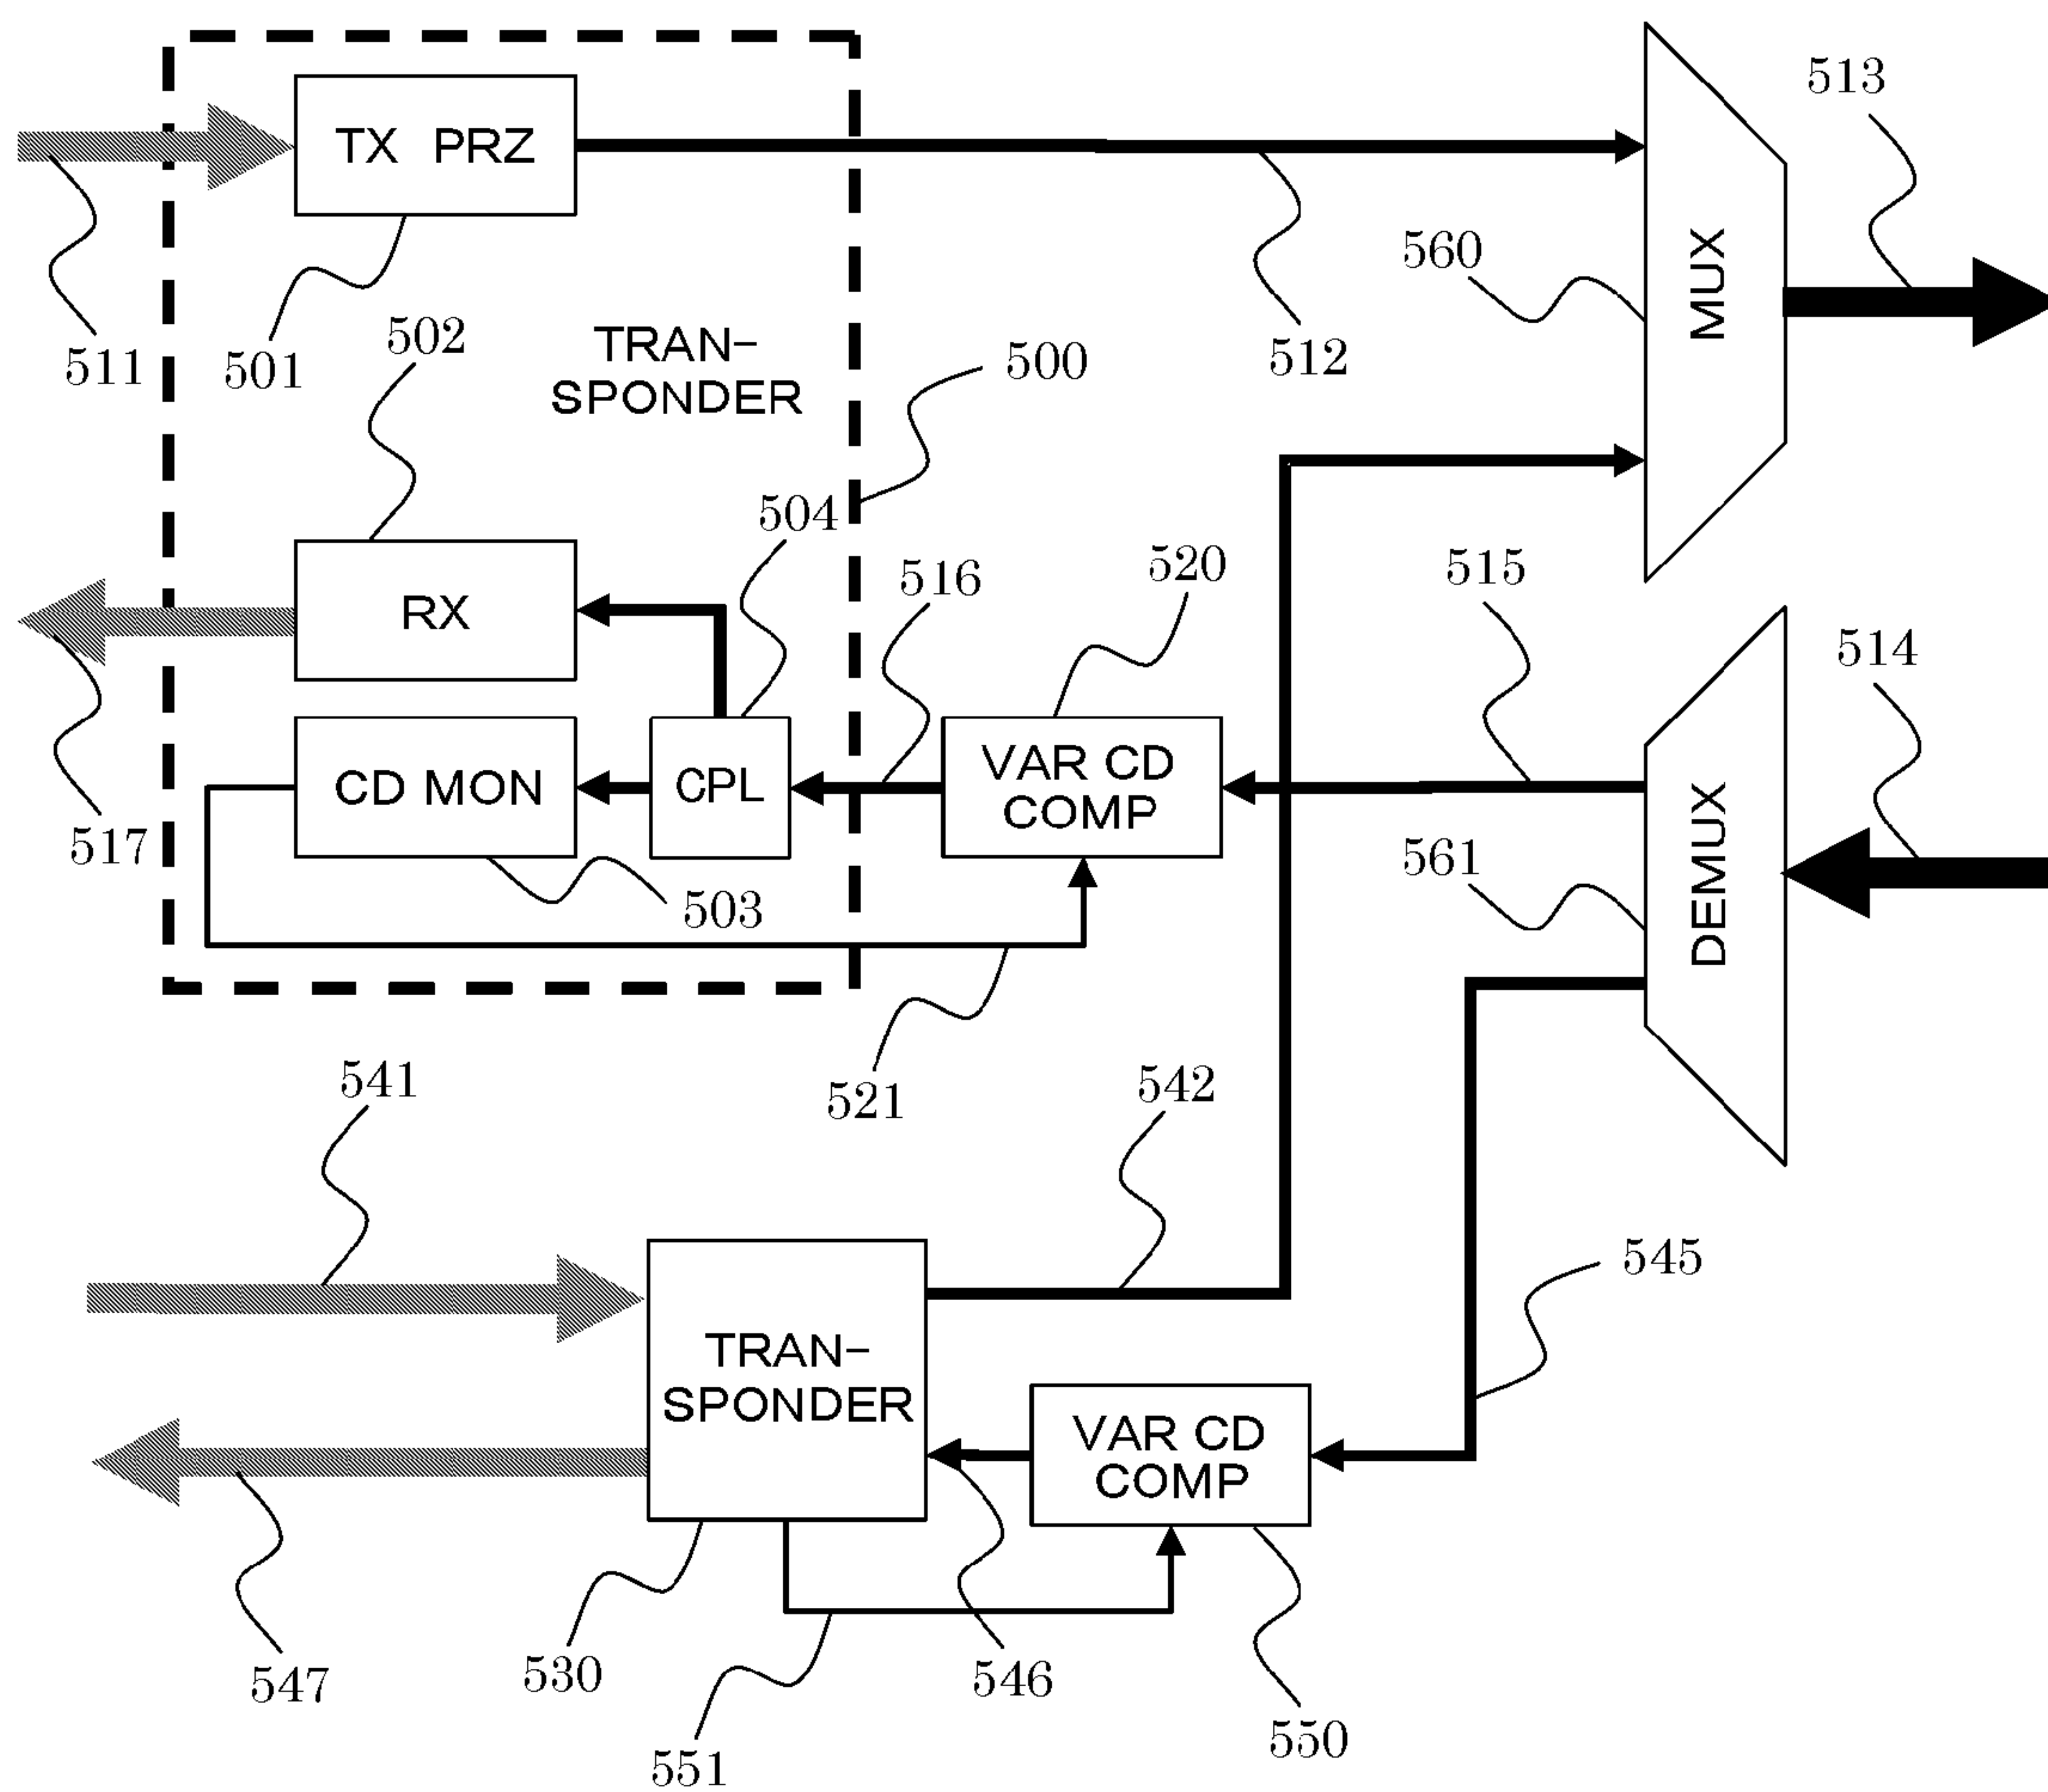 TX PRZ
513
560
MUX
511
501
502
TRAN-
SPONDER
500
512
504
516
520
515
514
RX
CD MON
CPL
VAR CD
COMP
517
503
561
DEMUX
521
541
542
545
TRAN-
SPONDER
VAR CD
COMP
547
530
546
551
550